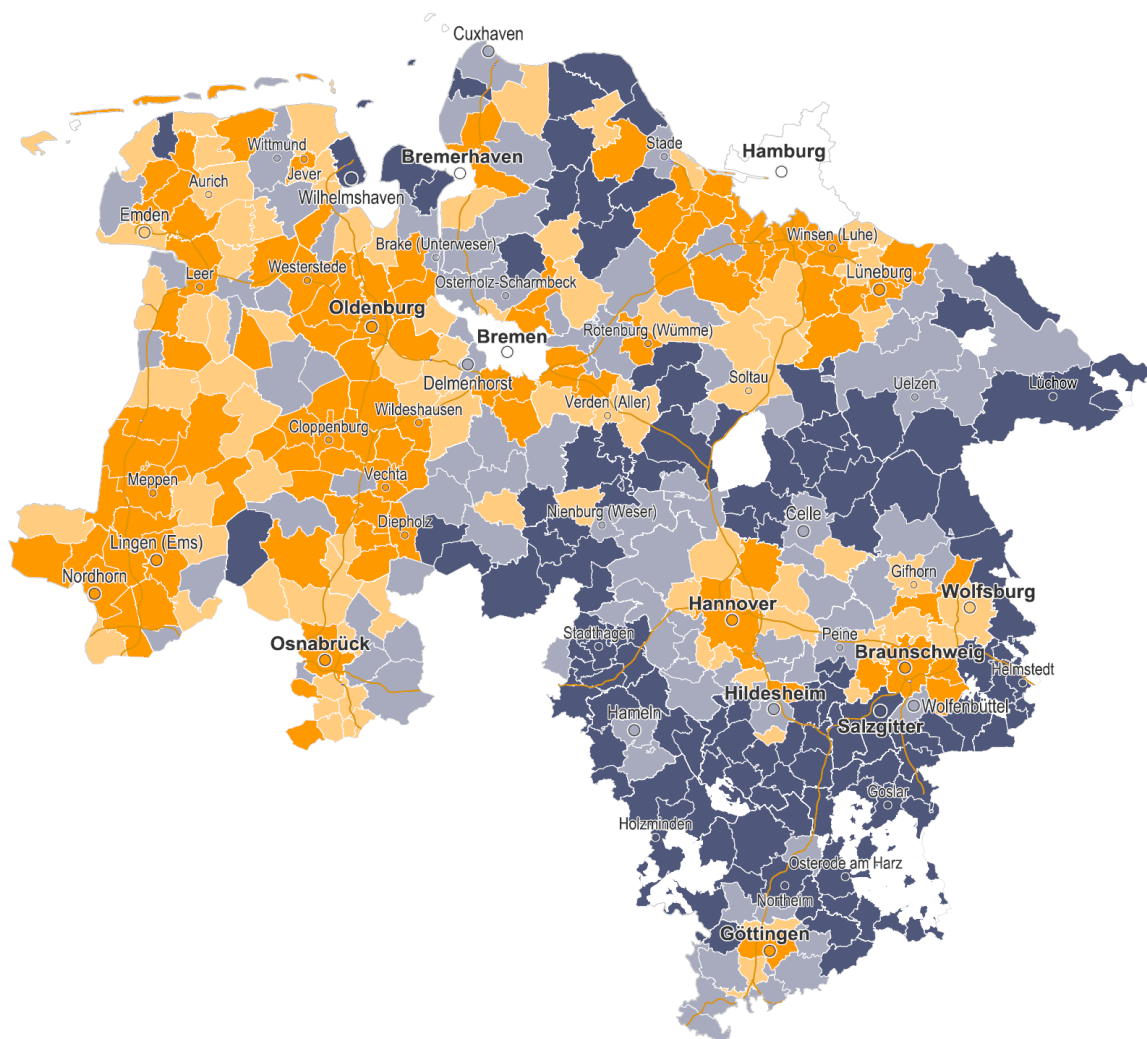 Cuxhaven
Wittmund
Bremerhaven
Stade
Hamburg
Jever
Aurich
Wilhelmshaven
Emden
Brake (Unterweser)
Winsen (Luhe)
Leer
Westerstede
Lüneburg
Osterholz-Scharmbeck
Oldenburg
Bremen
Rotenburg (Wümme)
Delmenhorst
Soltau
Uelzen
Lüchow
Wildeshausen
Verden (Aller)
Cloppenburg
Vechta
Meppen
Diepholz
Nienburg (Weser)
Celle
Lingen (Ems)
Gifhorn
Nordhorn
Wolfsburg
Hannover
Stadthagen
Peine
Osnabrück
Braunschweig
Helmstedt
Hildesheim
Wolfenbüttel
Hameln
Salzgitter
Goslar
Holzminden
Osterode am Harz
Northeim
Göttingen